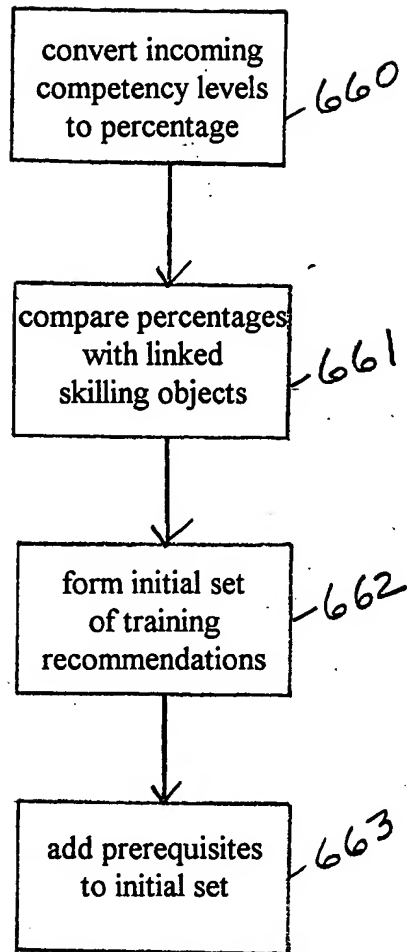 convert incoming
competency levels
to percentage
660
compare percentages
with linked
skilling objects
661
form initial set
of training
recommendations
662
add prerequisites
to initial set
663